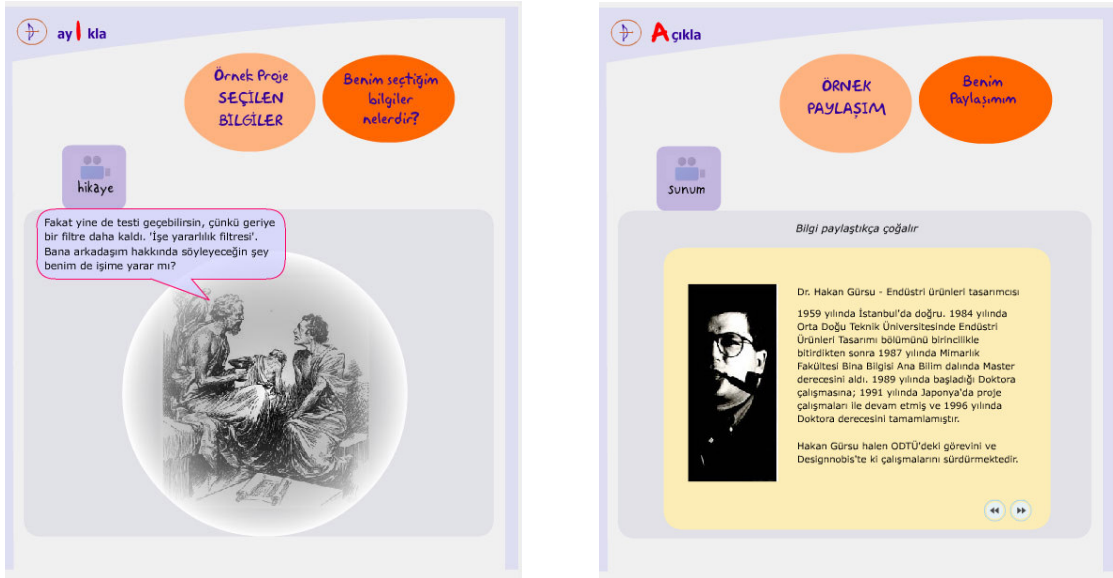 ayIkla
Örnek Proje
SEÇİLEN
BİLGİLER
Benim seçtiğim
bilgiler
nelerdir?
hikaye
Fakat yine de testi geçebilirsin, çünkü geriye
bir filtre daha kaldı. 'İşe yararlılık filtresi'.
Bana arkadaşım hakkında söyleyeceğin şey
benim de işime yarar mı?
Açıkla
ÖRNEK
PAYLAŞIM
Benim
Paylaşımım
sunum
Bilgi paylaştıkça çoğalır
Dr. Hakan Gürsu - Endüstri ürünleri tasarımcısı
1959 yılında İstanbul'da doğru. 1984 yılında
Orta Doğu Teknik Üniversitesinde Endüstri
Ürünleri Tasarımı bölümünü birincilikle
bitirdikten sonra 1987 yılında Mimarlık
Fakültesi Bina Bilgisi Ana Bilim dalında Master
derecesini aldı. 1989 yılında başladığı Doktora
çalışmasına; 1991 yılında Japonya'da proje
çalışmaları ile devam etmiş ve 1996 yılında
Doktora derecesini tamamlamıştır.
Hakan Gürsu halen ODTÜ'deki görevini ve
Designnobis'te ki çalışmalarını sürdürmektedir.